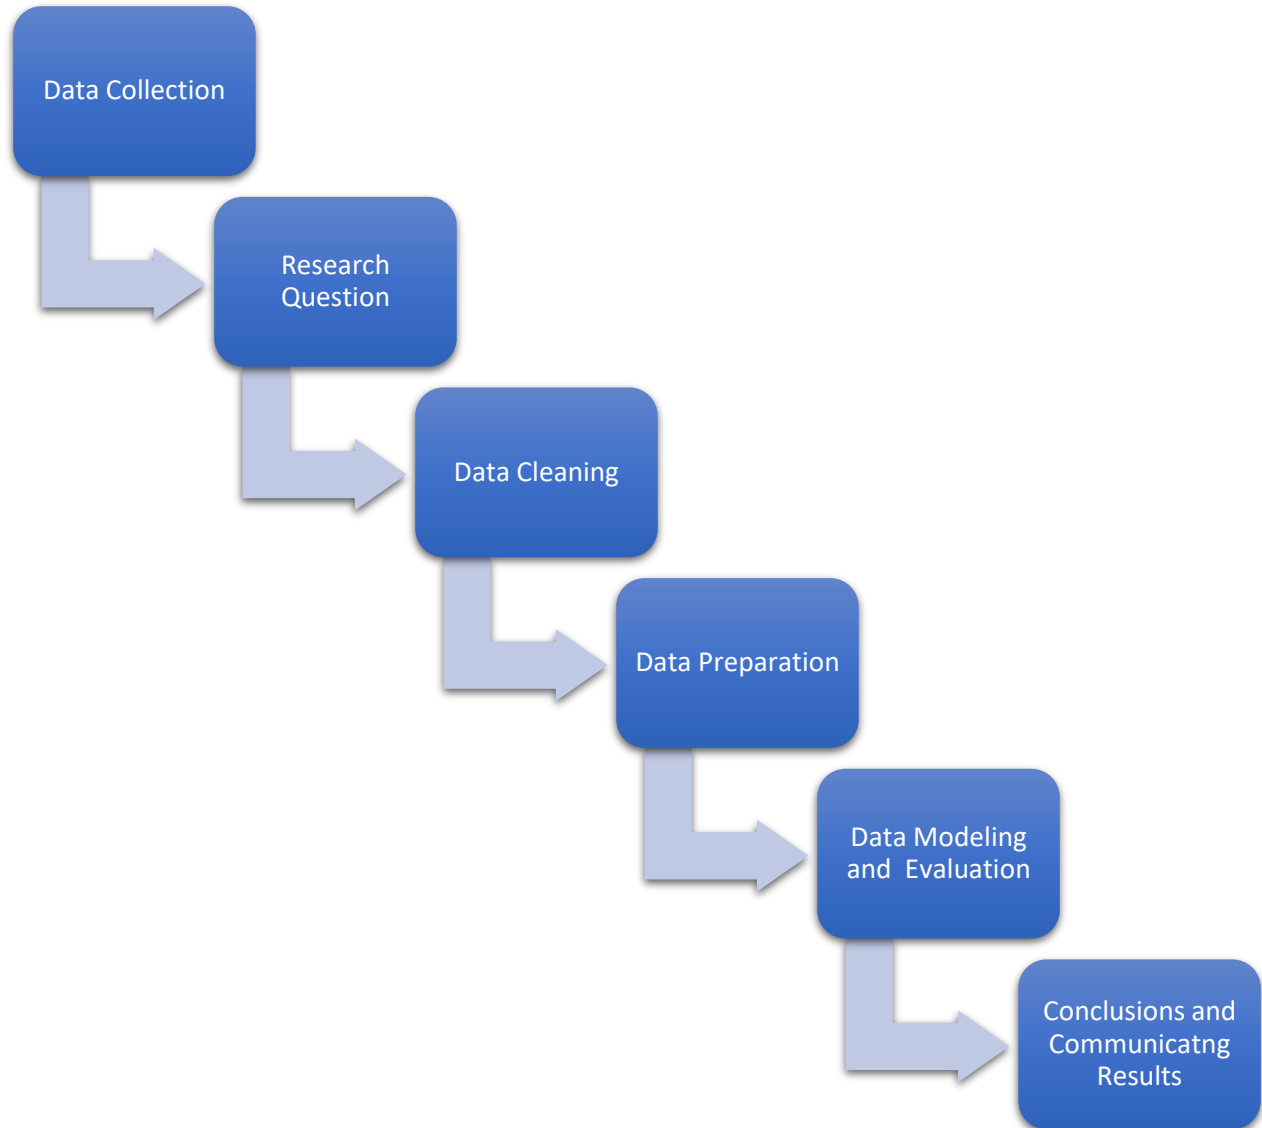 Data Collection
Research
Question
Data Cleaning
Data Preparation
Data Modeling
and  Evaluation
Conclusions and
Communicatng
Results